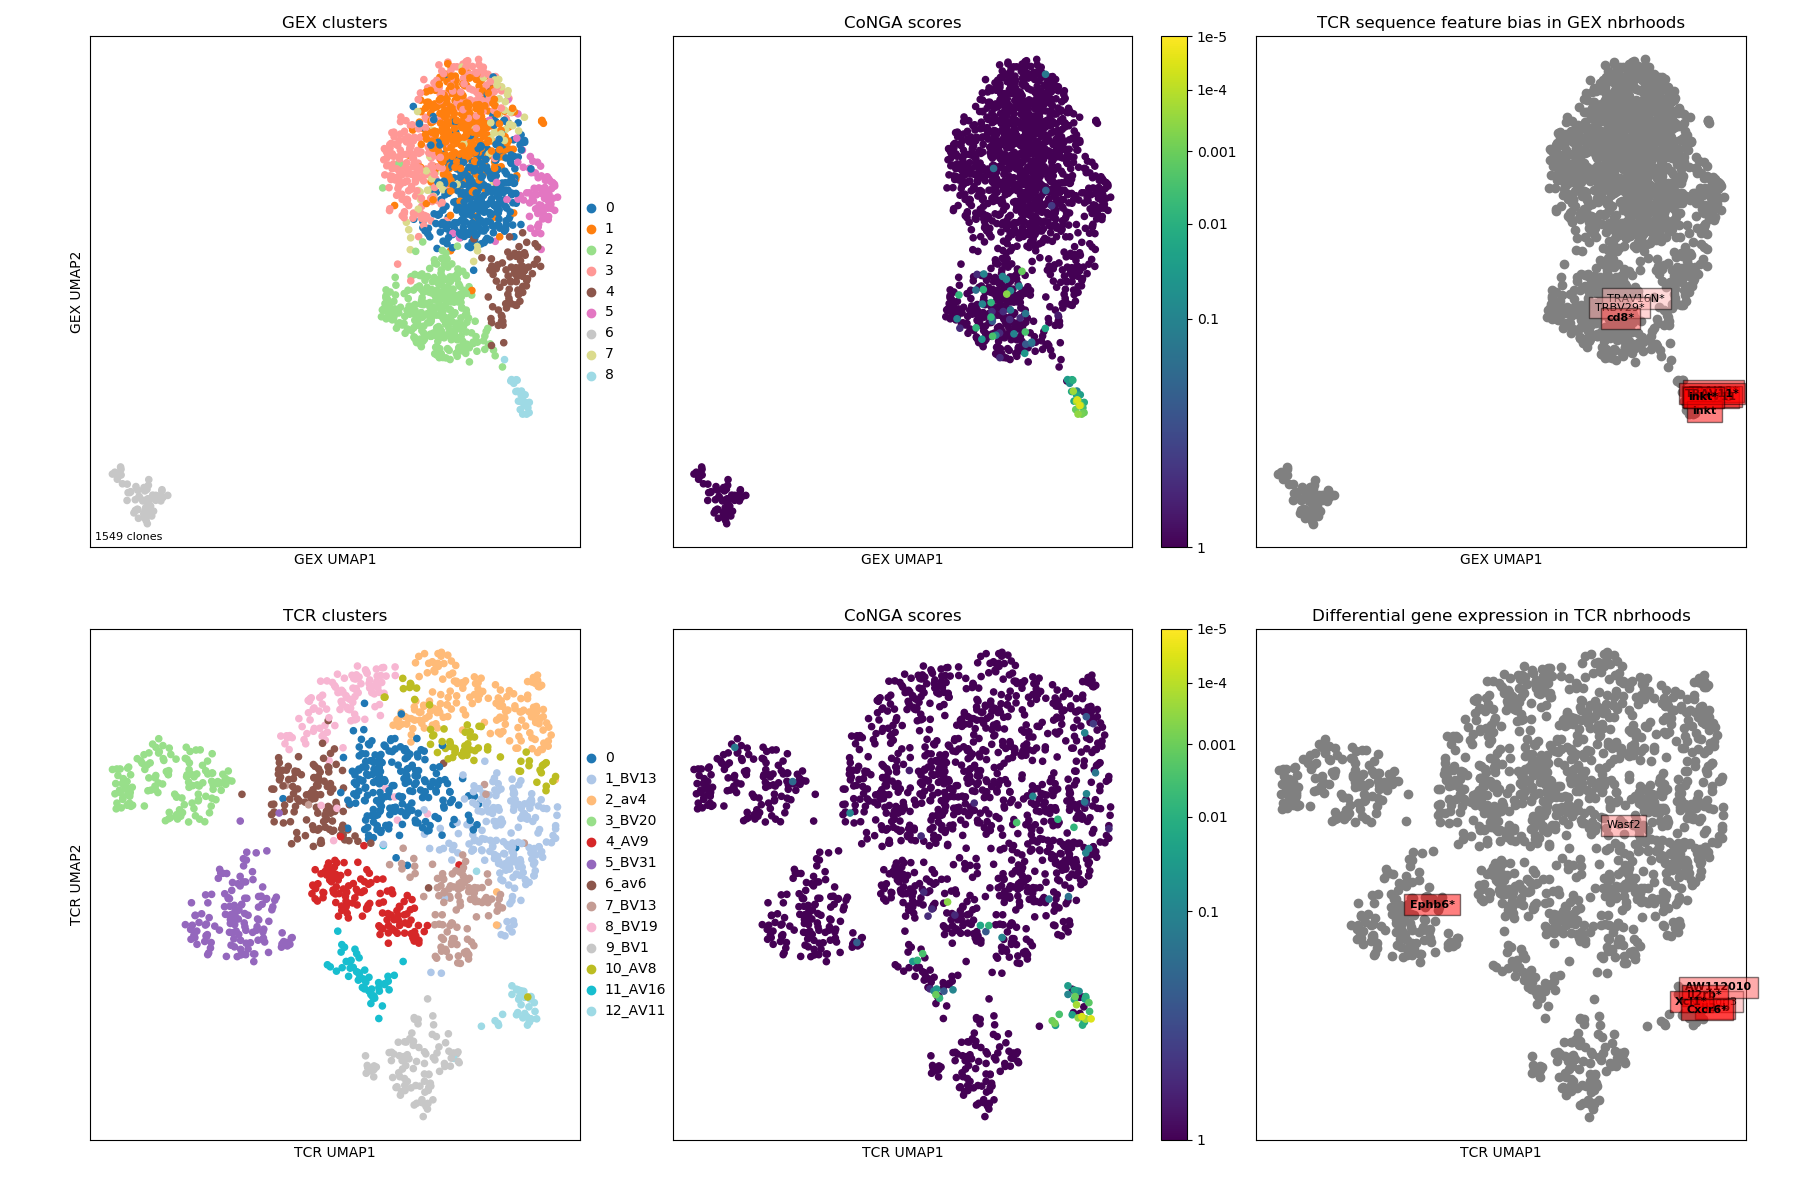 GEX clusters
CoNGA scores
TCR sequence feature bias in GEX nbrhoods
GEX UMAP2
0
1
2
3
4
5
6
7
8
1e-5
1e-4
0.001
0.01
0.1
1
TRAV16N*
TRBV29*
cd8*
inkt*
inkt
1549 clones
GEX UMAP1
GEX UMAP1
GEX UMAP1
TCR clusters
CoNGA scores
Differential gene expression in TCR nbrhoods
TCR UMAP2
0
1_BV13
2_av4
3_BV20
4_AV9
5_BV31
6_av6
7_BV13
8_BV19
9_BV1
10_AV8
11_AV16
12_AV11
1e-5
1e-4
0.001
0.01
0.1
1
Wasf2
Ephb6*
AW112010
Il2rb*
Cxcr6*
TCR UMAP1
TCR UMAP1
TCR UMAP1